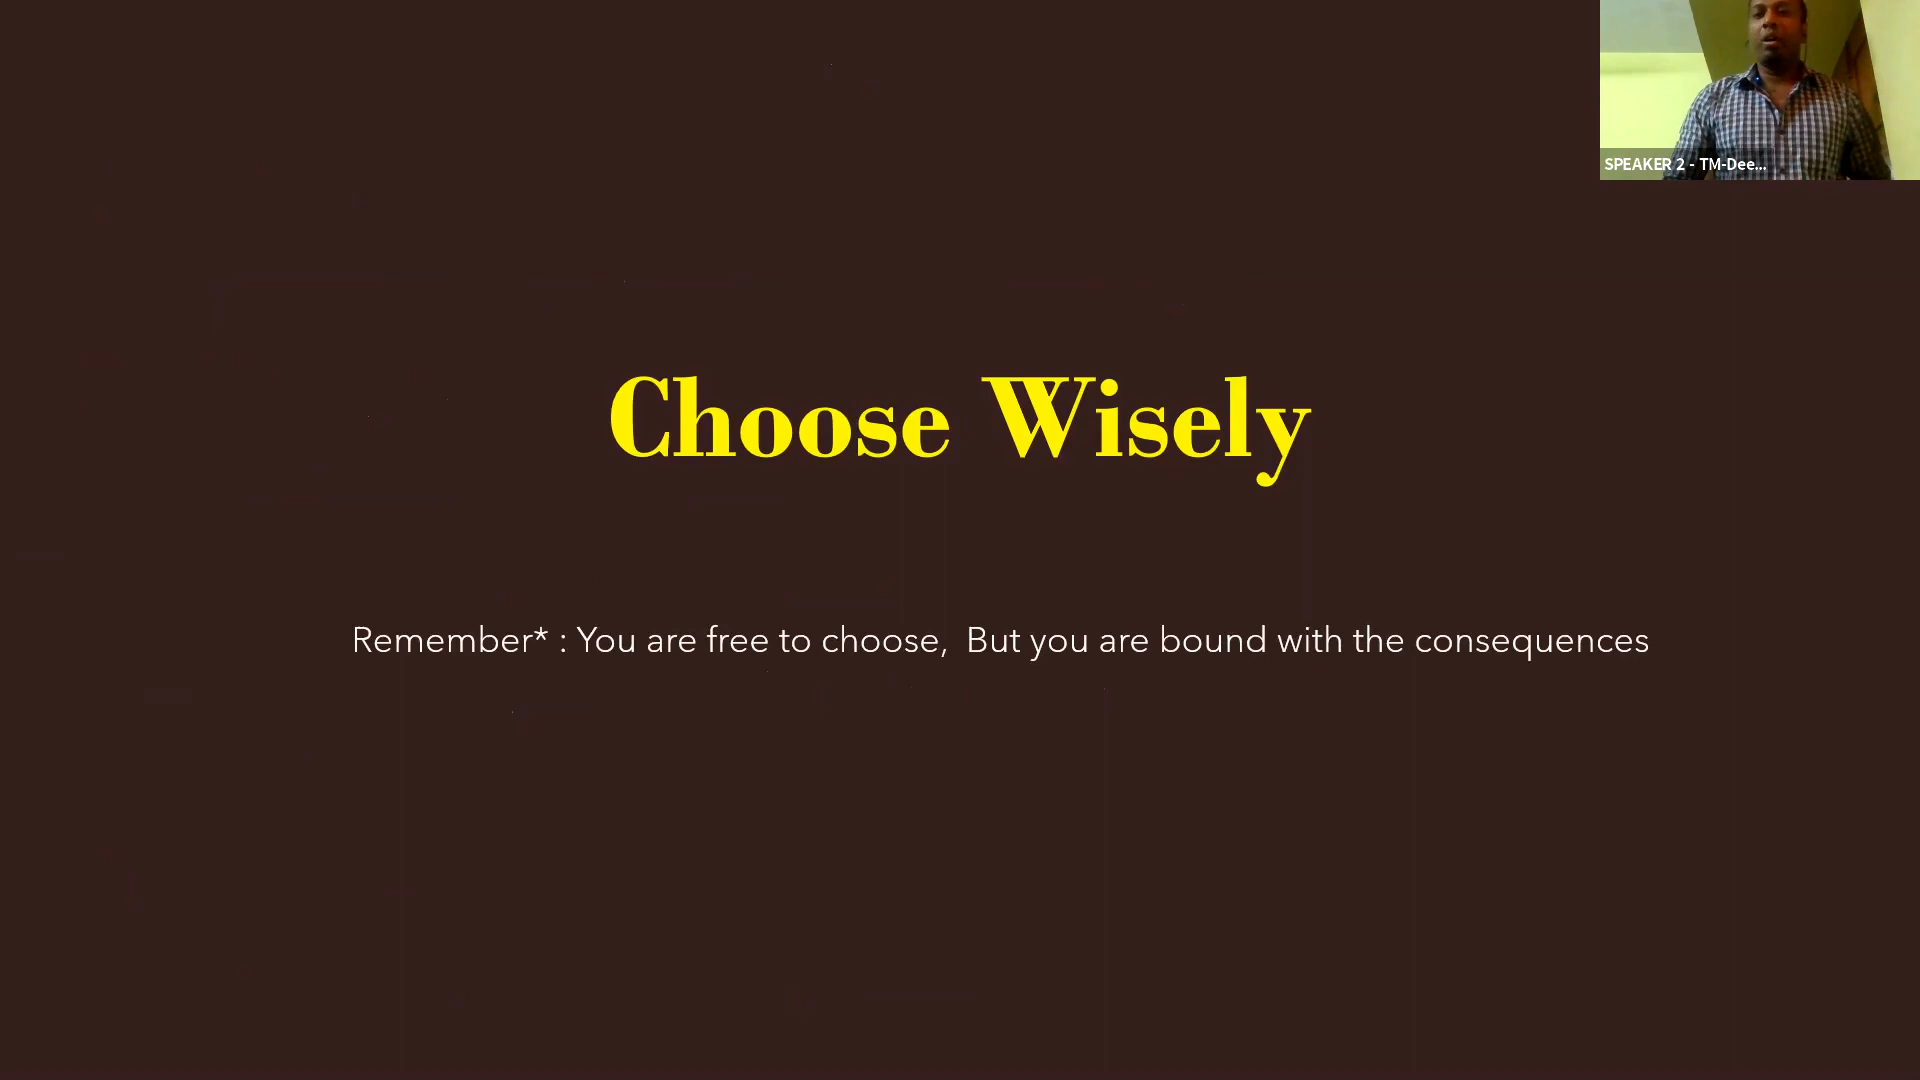 SPEAKER 2 - TM-Dee...
Choose Wisely
Remember* : You are free to choose,  But you are bound with the consequences